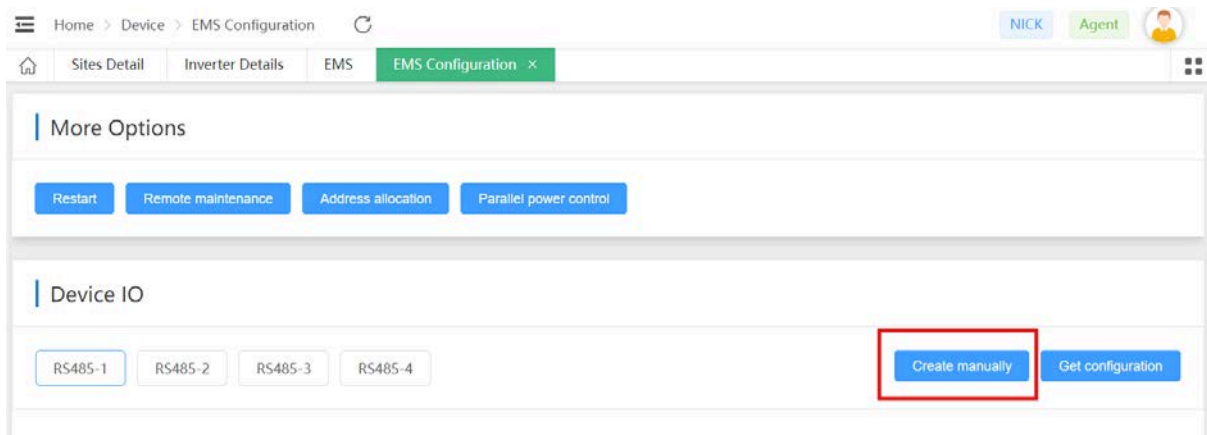 Home > Device > EMS Configuration NICK Agent
Sites Detail Inverter Details EMS EMS Configuration ×
More Options
Restart Remote maintenance Address allocation Parallel power control
Device IO
RS485-1 RS485-2 RS485-3 RS485-4 Create manually Get configuration